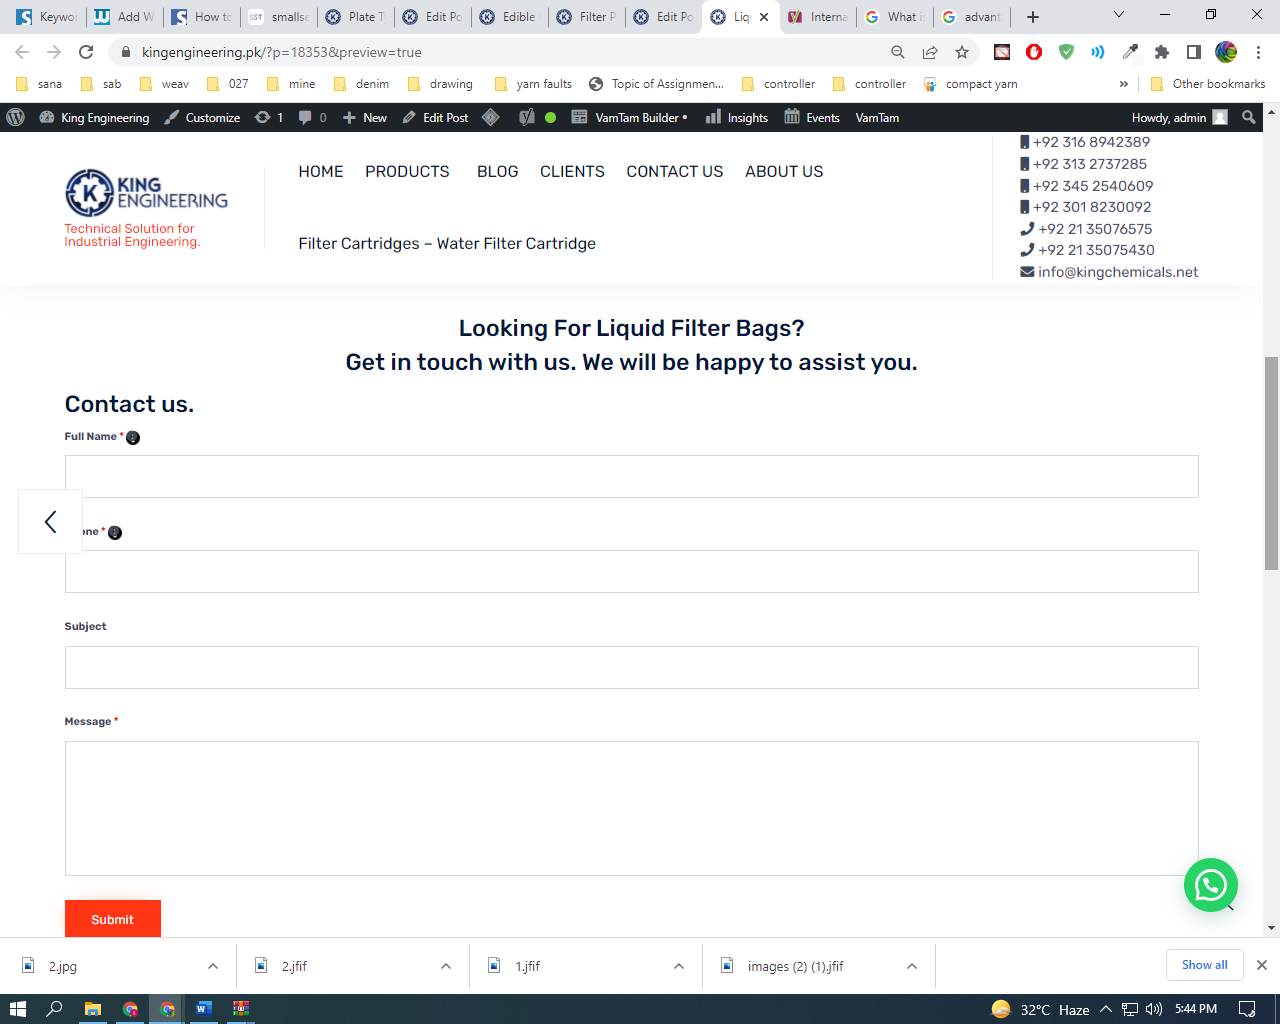 Keywor
Add W
How to
smallse
Plate Ty
Edit Po
Edible
Filter P
Edit Po
Liq
Interna
What is
advant
kingengineering.pk/?p=18353&preview=true
sana
sab
weav
027
mine
denim
drawing
yarn faults
Topic of Assignmen...
controller
controller
compact yarn
»
Other bookmarks
King Engineering
Customize
1
0
New
Edit Post
VamTam Builder
Insights
Events
VamTam
Howdy, admin
KING
ENGINEERING
Technical Solution for
Industrial Engineering.
HOME
PRODUCTS
BLOG
CLIENTS
CONTACT US
ABOUT US
Filter Cartridges – Water Filter Cartridge
+92 316 8942389
+92 313 2737285
+92 345 2540609
+92 301 8230092
+92 21 35076575
+92 21 35075430
info@kingchemicals.net
Looking For Liquid Filter Bags?
Get in touch with us. We will be happy to assist you.
Contact us.
Full Name *
one *
Subject
Message *
Submit
2.jpg
2.jfif
1.jfif
images (2) (1).jfif
Show all
32°C Haze
5:44 PM